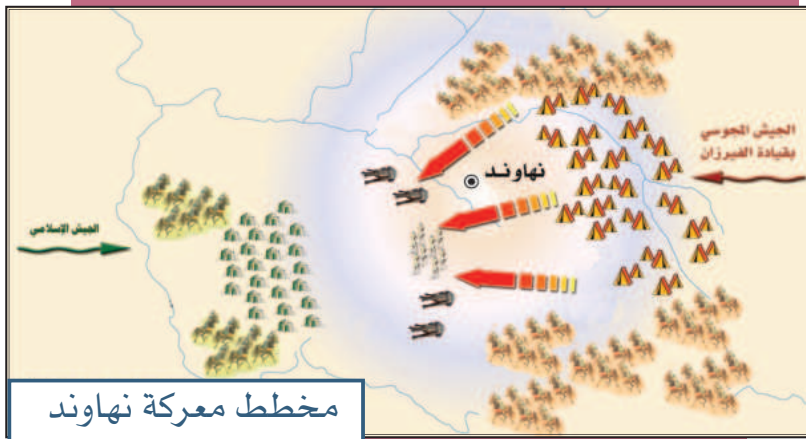 الجيش المجوسي
بقيادة الفيرزان
نهاوند
الجيش الإسلامي
مخطط معركة نهاوند